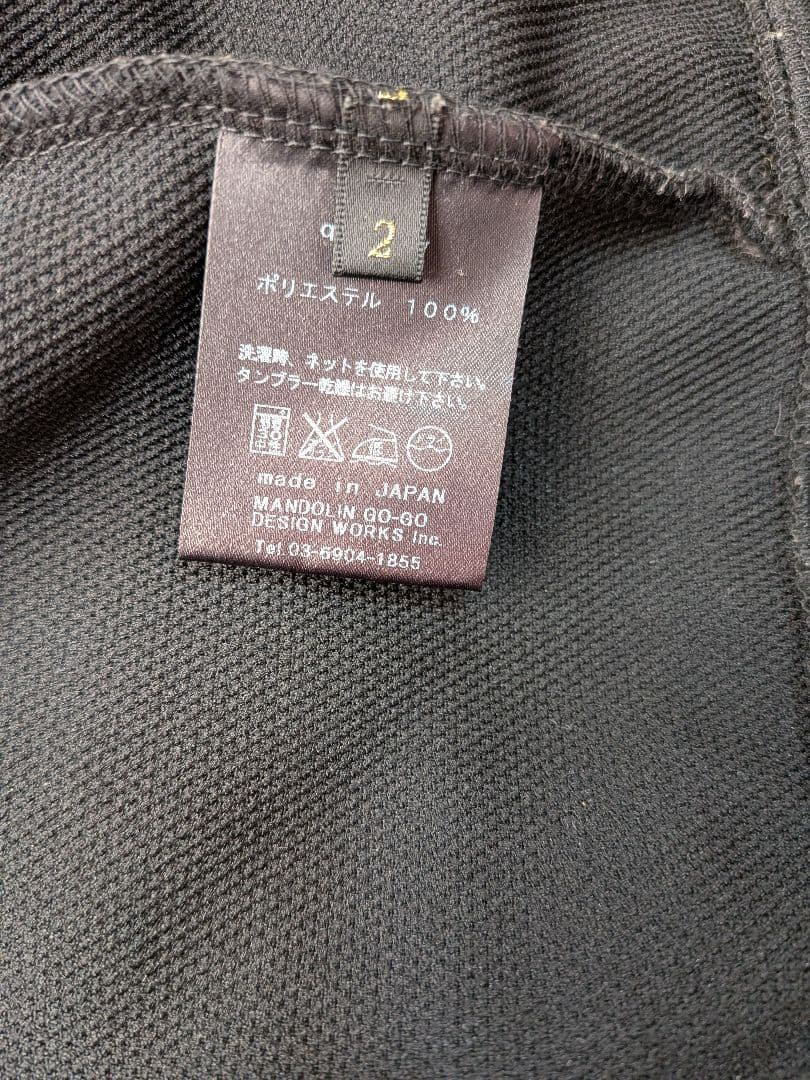 2
ポリエステル 100%
洗濯時、ネットを使用して下さい。
タンブラー乾燥はお避け下さい。
低
made in JAPAN
MANDOLIN GO-GO
DESIGN WORKS Inc.
Tel.03-5904-1855